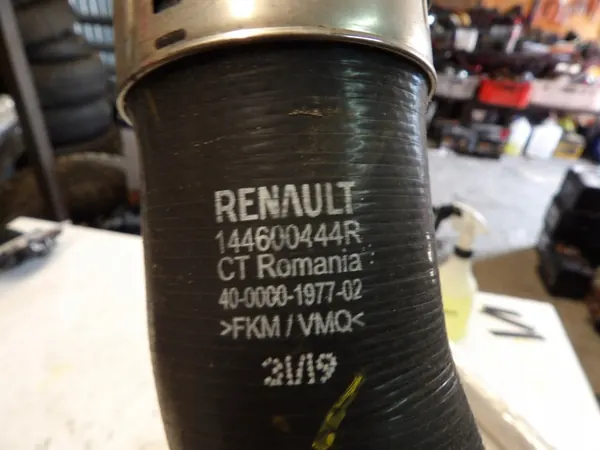 RENAULT
144600444R
CT Romania
40-0000-1977-02
>FKM / VMQ<
31/19